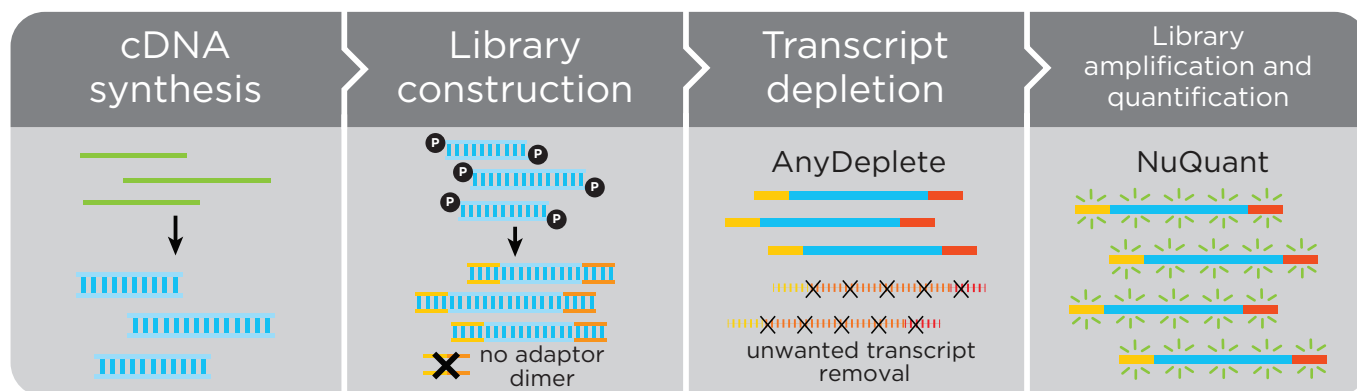 cDNA
synthesis
Library
construction
Transcript
depletion
Library
amplification and
quantification
P
P
P
P
P
P
no adaptor
dimer
AnyDeplete
unwanted transcript
removal
NuQuant